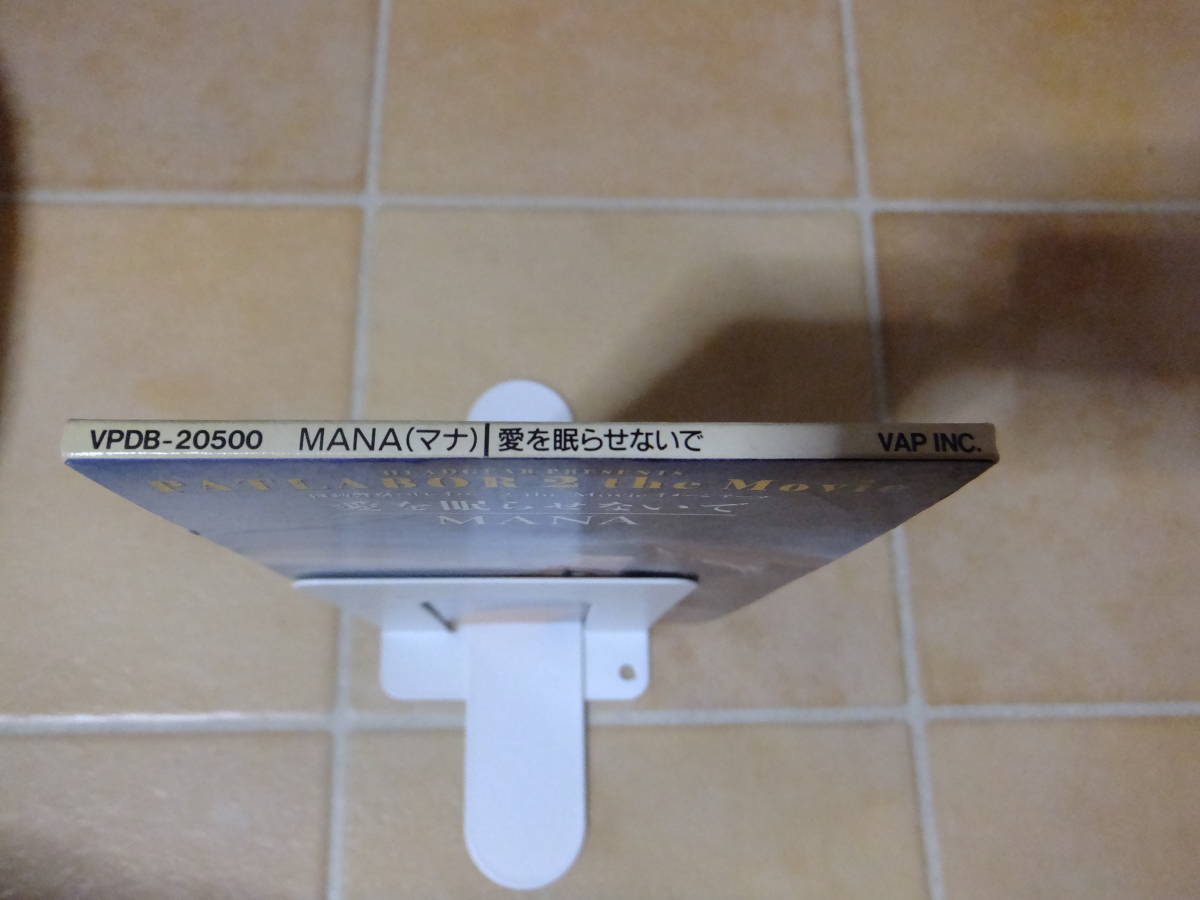 VPDB-20500 MANA(マナ)|愛を眠らせないで VAP INC.
HEADGEAR PRESENTS
PATLABOR 2 the Movie
愛を眠らせないで
MANA